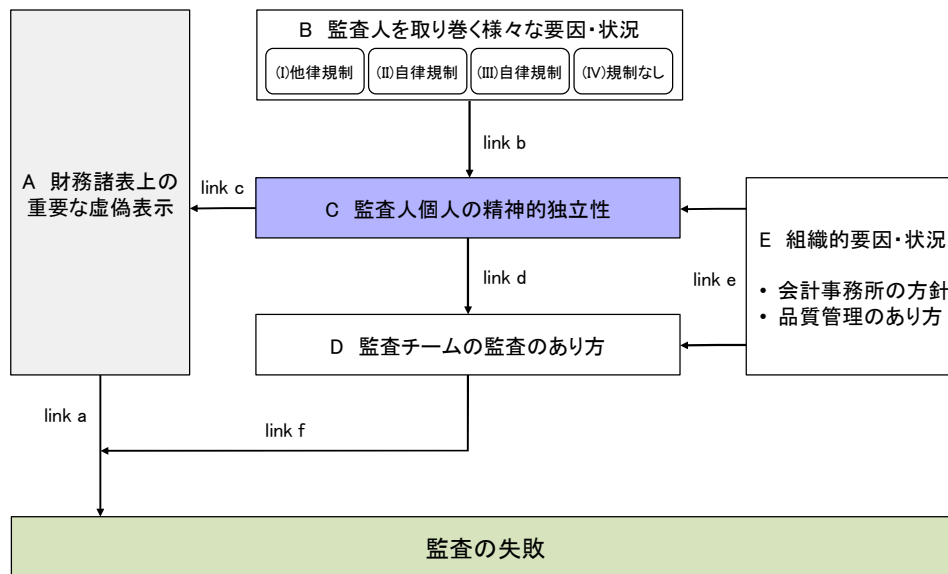 B 監査人を取り巻く様々な要因・状況
(Ⅰ)他律規制
(Ⅱ)自律規制
(Ⅲ)自律規制
(Ⅳ)規制なし
link b
A 財務諸表上の
重要な虚偽表示
link c
C 監査人個人の精神的独立性
E 組織的要因・状況
• 会計事務所の方針
• 品質管理のあり方
link d
link e
D 監査チームの監査のあり方
link a
link f
監査の失敗